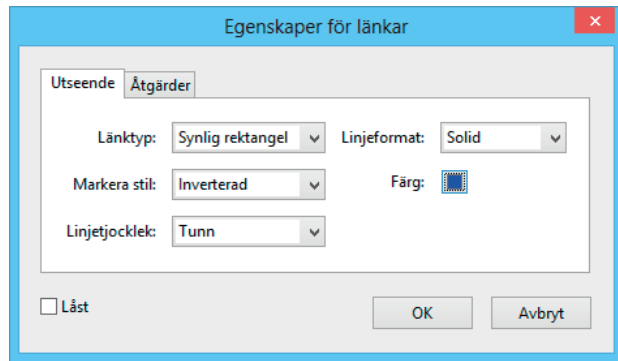 Egenskaper för länkar
Utseende Åtgärder
Länktyp: Synlig rektangel Linjeformat: Solid
Markera stil: Inverterad Färg:
Linjetjocklek: Tunn
Låst OK Avbryt